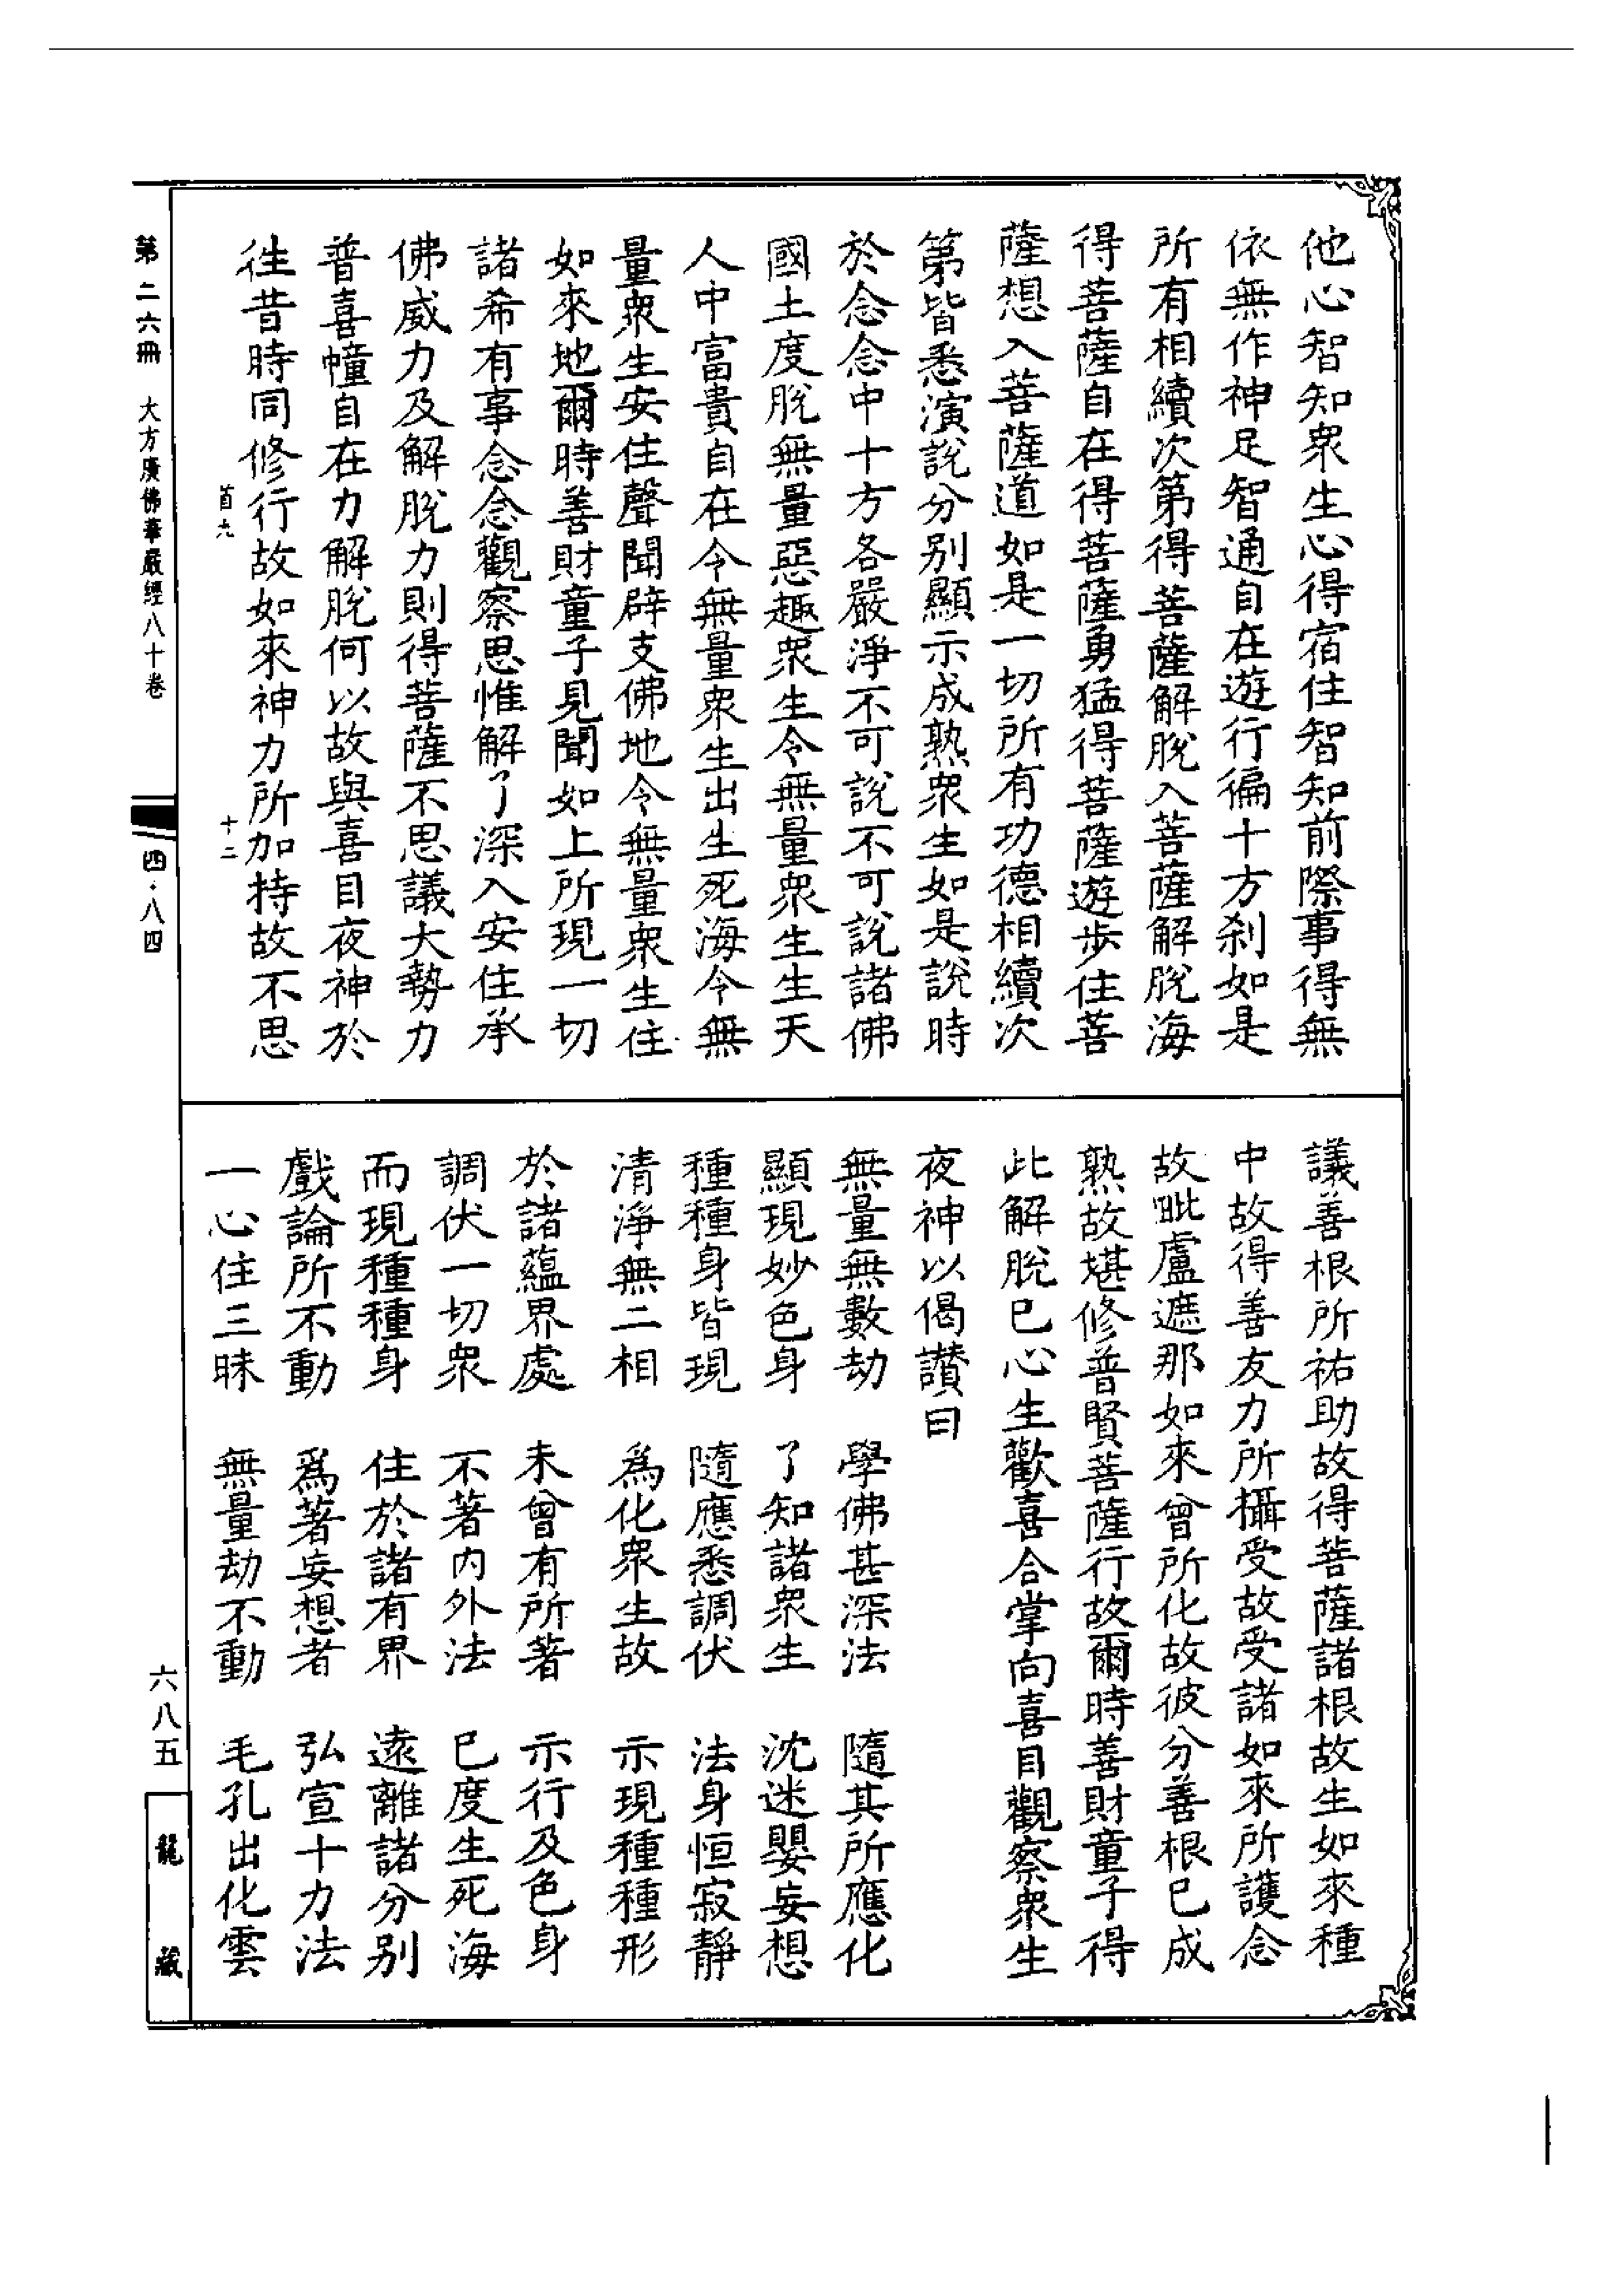 他心智知衆生心得宿住智知前際事得無
依無作神足智通自在遊行徧十方刹如是
所有相續次第得菩薩解脫入菩薩解脫海
得菩薩自在得菩薩勇猛得菩薩遊步住菩
薩想入菩薩道如是一切所有功德相續次
第皆悉演說分別顯示成熟衆生如是說時
於念念中十方各嚴淨不可說不可說諸佛
國土度脫無量惡趣衆生令無量衆生生天
人中富貴自在令無量衆生出生死海令無
量衆生安住聲聞辟支佛地令無量衆生住
如來地爾時善財童子見聞如上所現一切
諸希有事念念觀察思惟解了深入安住承
佛威力及解脫力則得菩薩不思議大勢力
普喜幢自在力解脫何以故與喜目夜神於
徃昔時同修行故如來神力所加持故不思
首九 十二
議善根所祐助故得菩薩諸根故生如來種
中故得善友力所攝受故受諸如來所護念
故毗盧遮那如來曾所化故彼分善根已成
熟故堪修普賢菩薩行故爾時善財童子得
此解脫已心生歡喜合掌向喜目觀察衆生
夜神以偈讃曰
無量無數劫 學佛甚深法 隨其所應化
顯現妙色身 了知諸衆生 沈迷嬰妄想
種種身皆現 隨應悉調伏 法身恒寂靜
清淨無二相 爲化衆生故 示現種種形
於諸蘊界處 未曾有所著 示行及色身
調伏一切衆 不著内外法 已度生死海
而現種種身 住於諸有界 遠離諸分别
戲論所不動 爲著妄想者 弘宣十力法
一心住三昧 無量劫不動 毛孔出化雲
第二六冊 大方廣佛華嚴經八十卷
四·八四
六八五
龍藏